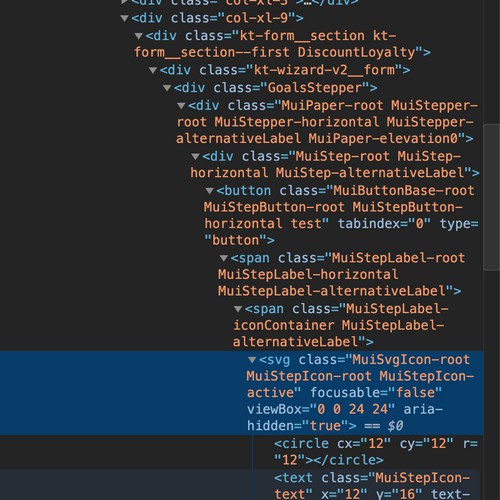 <div class="col-xl-3">…</div>
<div class="col-xl-9">
<div class="kt-form__section kt-
form__section--first DiscountLoyalty">
<div class="kt-wizard-v2__form">
<div class="GoalsStepper">
<div class="MuiPaper-root MuiStepper-
root MuiStepper-horizontal MuiStepper-
alternativeLabel MuiPaper-elevation0">
<div class="MuiStep-root MuiStep-
horizontal MuiStep-alternativeLabel">
<button class="MuiButtonBase-root
MuiStepButton-root MuiStepButton-
horizontal test" tabindex="0" type=
"button">
<span class="MuiStepLabel-root
MuiStepLabel-horizontal
MuiStepLabel-alternativeLabel">
<span class="MuiStepLabel-
iconContainer MuiStepLabel-
alternativeLabel">
<svg class="MuiSvgIcon-root
MuiStepIcon-root MuiStepIcon-
active" focusable="false"
viewBox="0 0 24 24" aria-
hidden="true"> == $0
<circle cx="12" cy="12" r=
"12"></circle>
<text class="MuiStepIcon-
text" x="12" y="16" text-